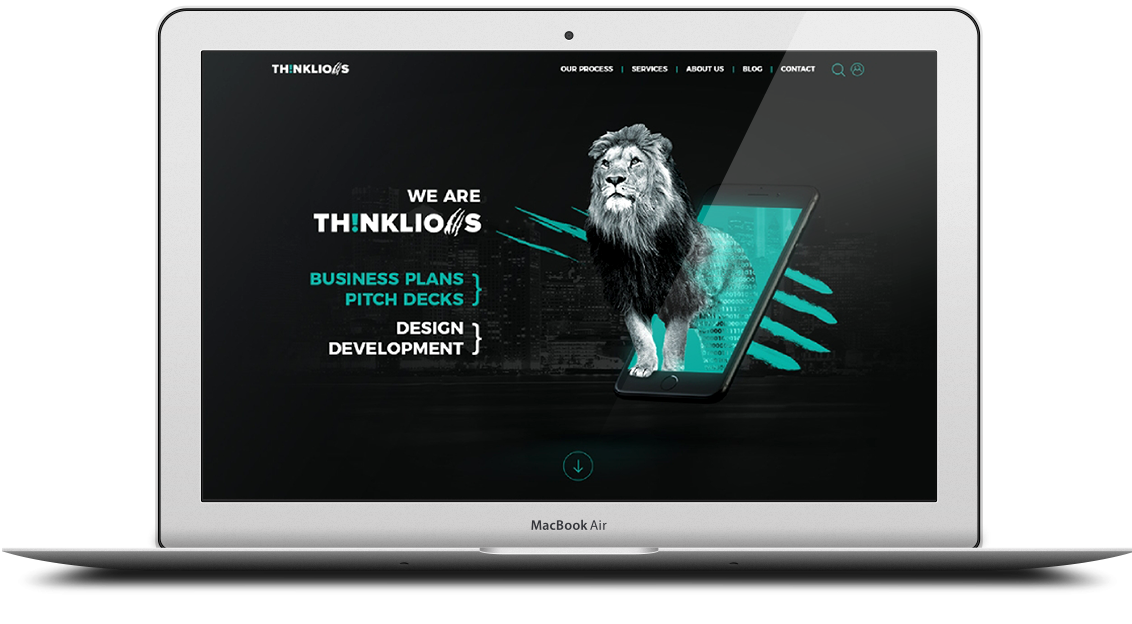 TH!NKLIONS
OUR PROCESS | SERVICES | ABOUT US | BLOG | CONTACT
WE ARE
TH!NKLIONS
BUSINESS PLANS }
PITCH DECKS
DESIGN }
DEVELOPMENT
MacBook Air